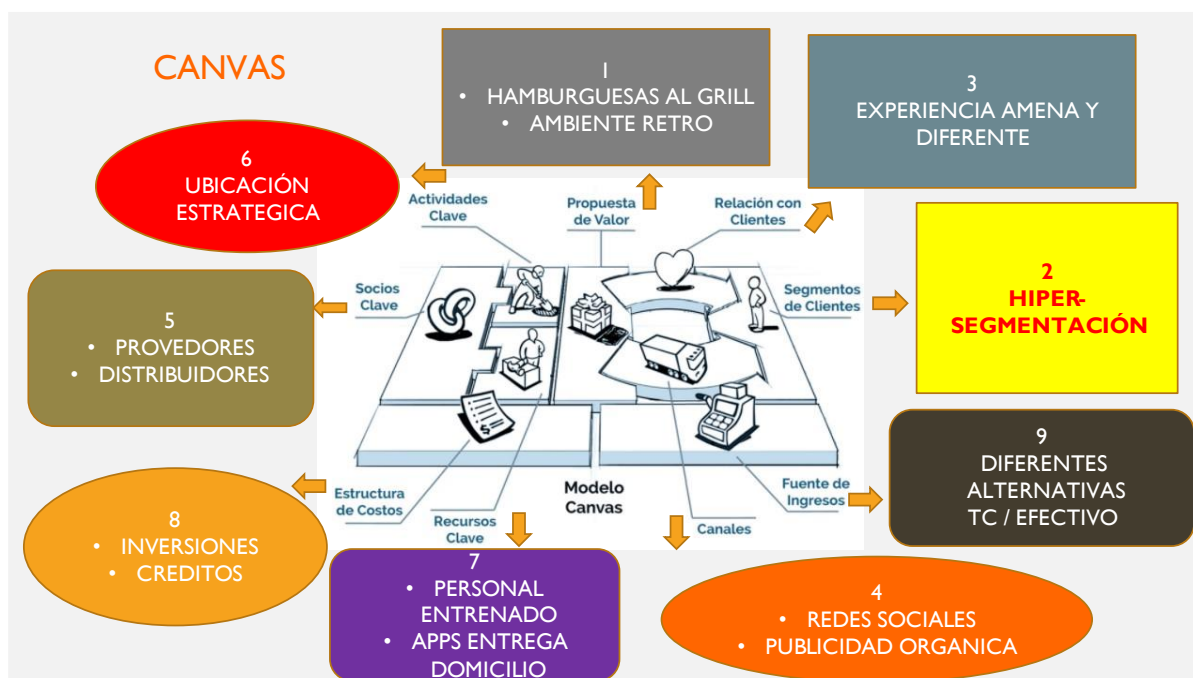 CANVAS
1
• HAMBURGUESAS AL GRILL
• AMBIENTE RETRO
3
EXPERIENCIA AMENA Y
DIFERENTE
6
UBICACIÓN
ESTRATEGICA
Actividades
Clave
Propuesta
de Valor
Relación con
Clientes
2
HIPER-
SEGMENTACIÓN
Socios
Clave
Segmentos
de Clientes
5
• PROVEDORES
• DISTRIBUIDORES
9
DIFERENTES
ALTERNATIVAS
TC / EFECTIVO
Estructura
de Costos
Recursos
Clave
Modelo
Canvas
Canales
Fuente de
Ingresos
8
• INVERSIONES
• CREDITOS
7
• PERSONAL
ENTRENADO
• APPS ENTREGA
DOMICILIO
4
• REDES SOCIALES
• PUBLICIDAD ORGANICA